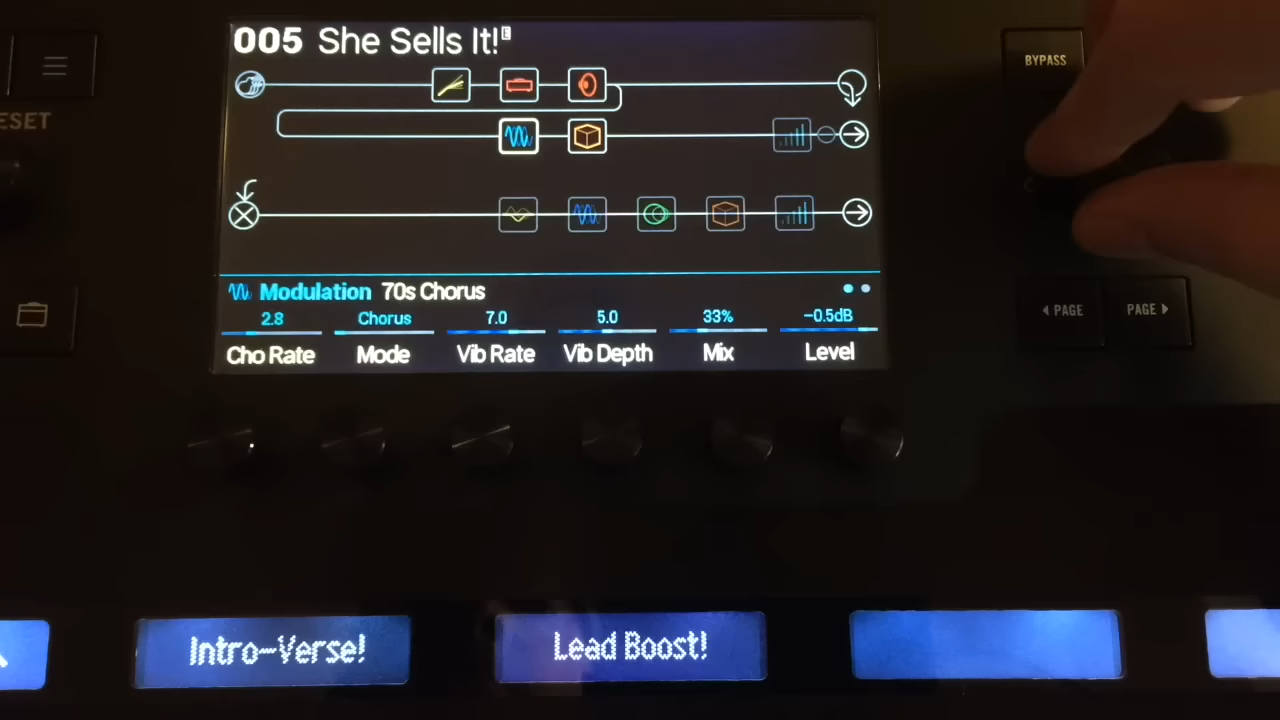 005 She Sells It!E
BYPASS
ESET
Modulation 70s Chorus
2.8 Chorus 7.0 5.0 33% -0.5dB
Cho Rate Mode Vib Rate Vib Depth Mix Level
PAGE PAGE
Intro-Verse! Lead Boost!